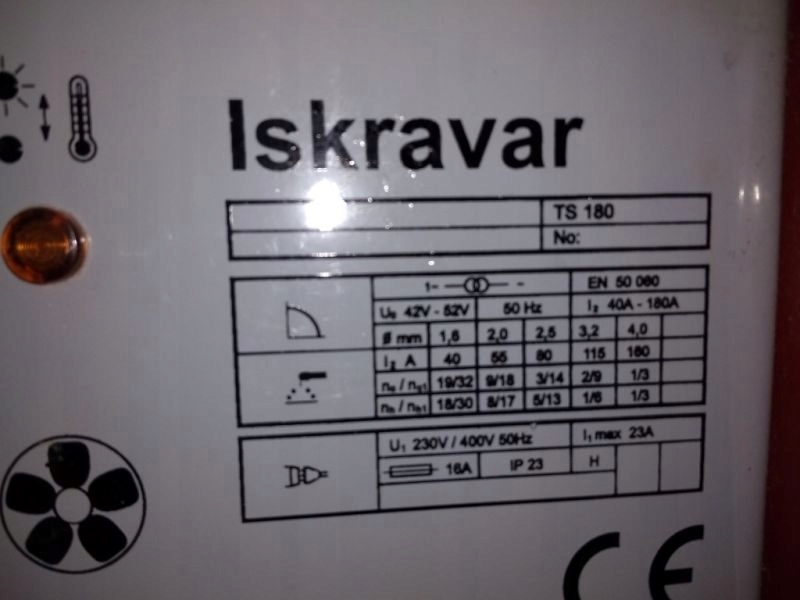 Iskravar
TS 180
No:
1~ -
EN 50 060
U₀ 42V - 52V 50 Hz I₂ 40A - 180A
Ø mm 1,6 2,0 2,5 3,2 4,0
I₂ A 40 55 80 115 160
19/32 9/18 3/14 2/9 1/3
nₕ / nₕ₁ 18/30 8/17 5/13 1/6 1/3
U₁ 230V / 400V 50Hz I₁ max 23A
16A IP 23 H
CE